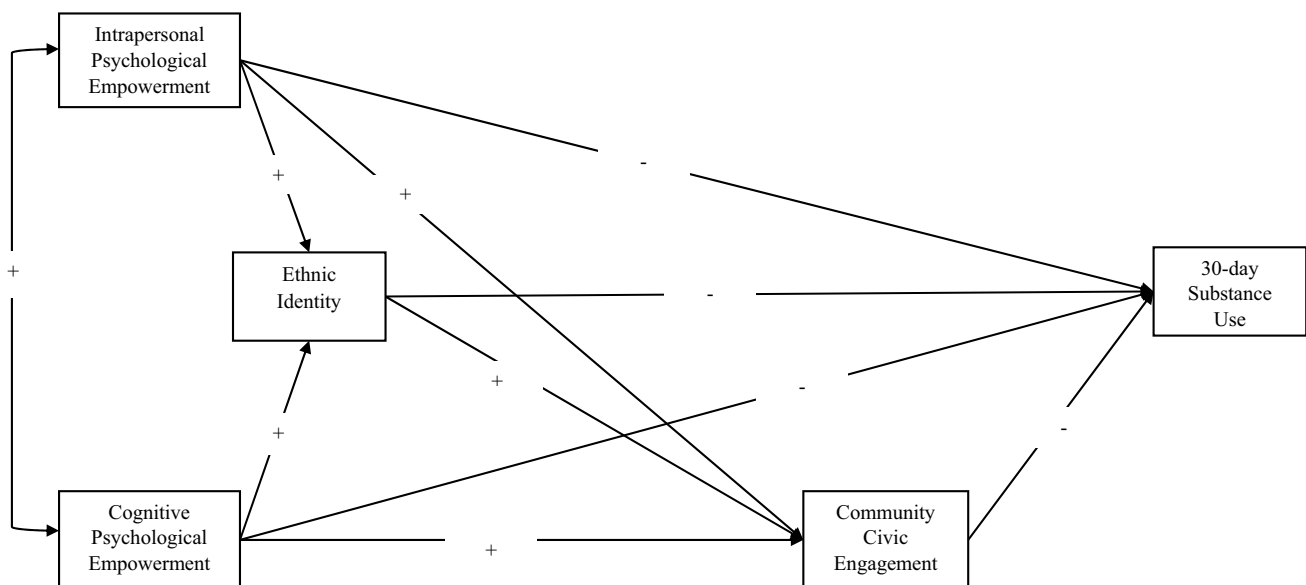 Intrapersonal
Psychological
Empowerment
-
+
+
+
Ethnic
Identity
-
30-day
Substance
Use
+
-
+
-
Cognitive
Psychological
Empowerment
+
Community
Civic
Engagement